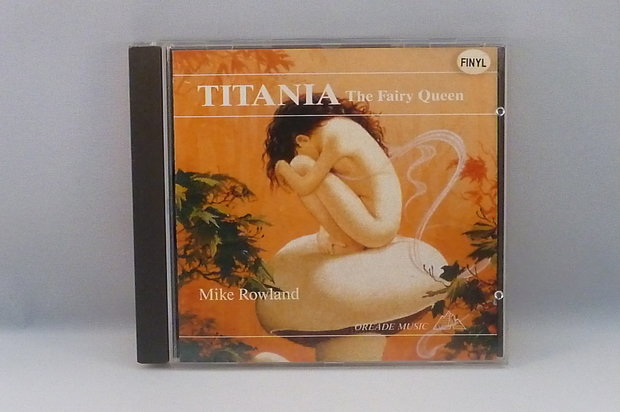 FINYL
TITANIA The Fairy Queen
Mike Rowland
OREADE MUSIC